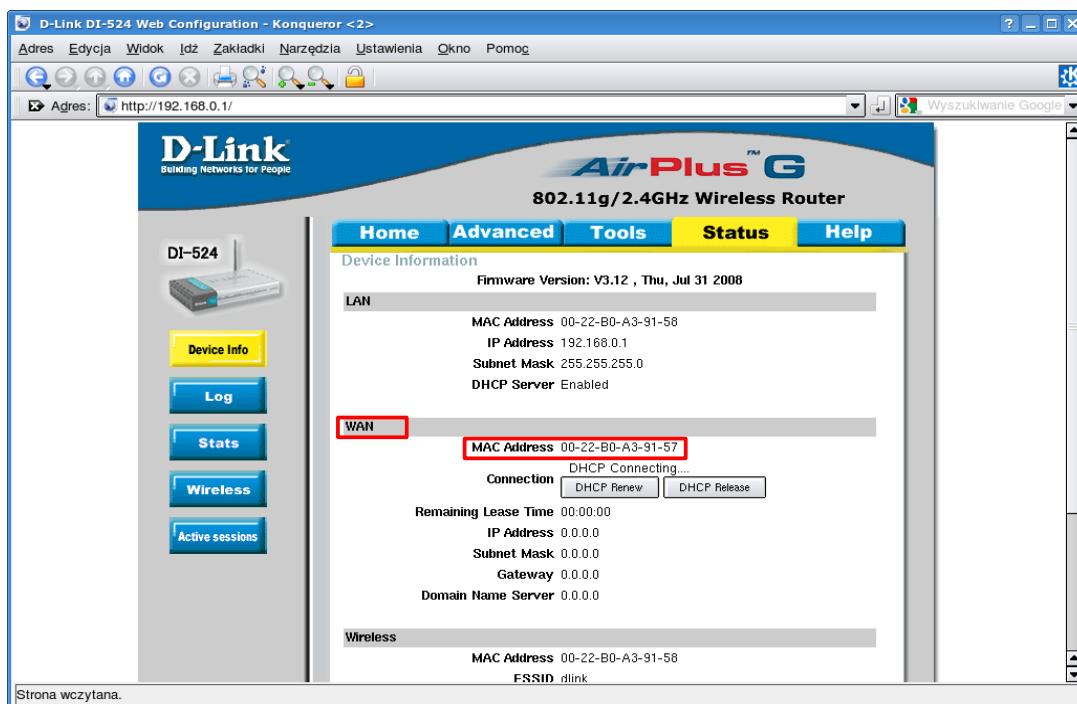 D-Link DI-524 Web Configuration - Konqueror <2>
Adres Edycja Widok Idź Zakładki Narzędzia Ustawienia Okno Pomoc
Adres: http://192.168.0.1/ Wyszukiwanie Google
D-Link
Building Networks for People
AirPlus™ G
802.11g/2.4GHz Wireless Router
Home Advanced Tools Status Help
DI-524
Device Info
Log
Stats
Wireless
Active sessions
Device Information
Firmware Version: V3.12 , Thu, Jul 31 2008
LAN
MAC Address 00-22-B0-A3-91-58
IP Address 192.168.0.1
Subnet Mask 255.255.255.0
DHCP Server Enabled
WAN
MAC Address 00-22-B0-A3-91-57
DHCP Connecting....
Connection DHCP Renew DHCP Release
Remaining Lease Time 00:00:00
IP Address 0.0.0.0
Subnet Mask 0.0.0.0
Gateway 0.0.0.0
Domain Name Server 0.0.0.0
Wireless
MAC Address 00-22-B0-A3-91-58
ESSID dlink
Strona wczytana.